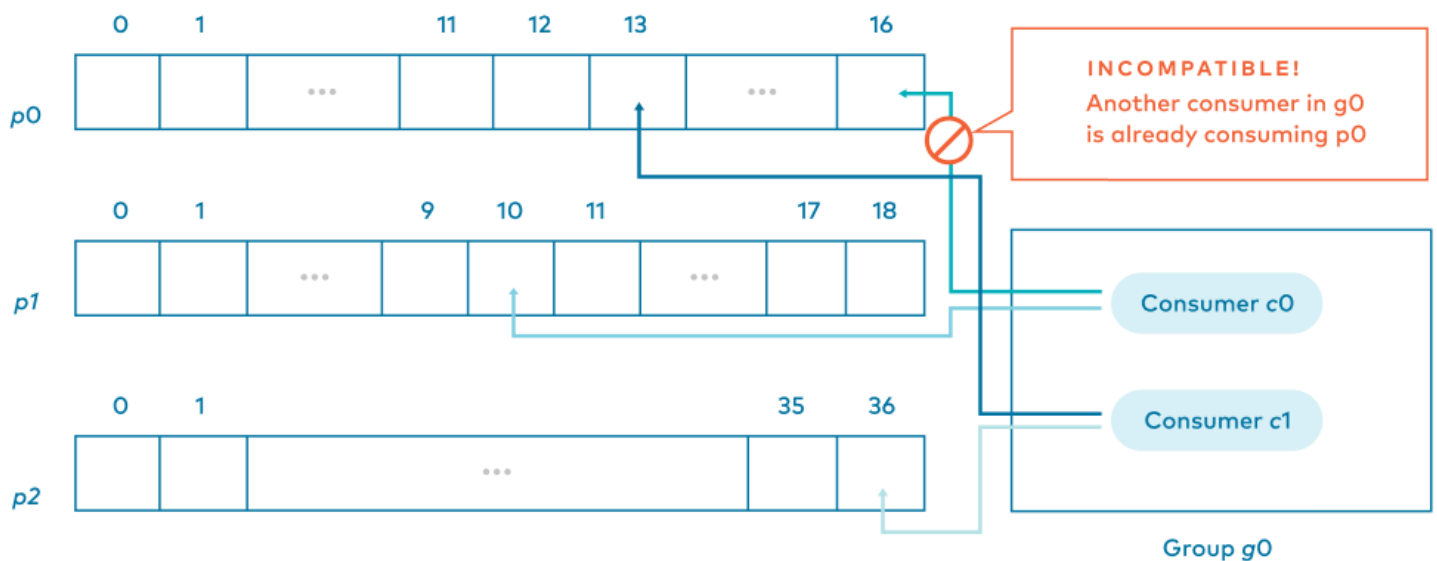 0 1 11 12 13 16
p0
... ...
INCOMPATIBLE!
Another consumer in g0
is already consuming p0
0 1 9 10 11 17 18
p1
... ...
Consumer c0
0 1 35 36
p2
...
Consumer c1
Group g0